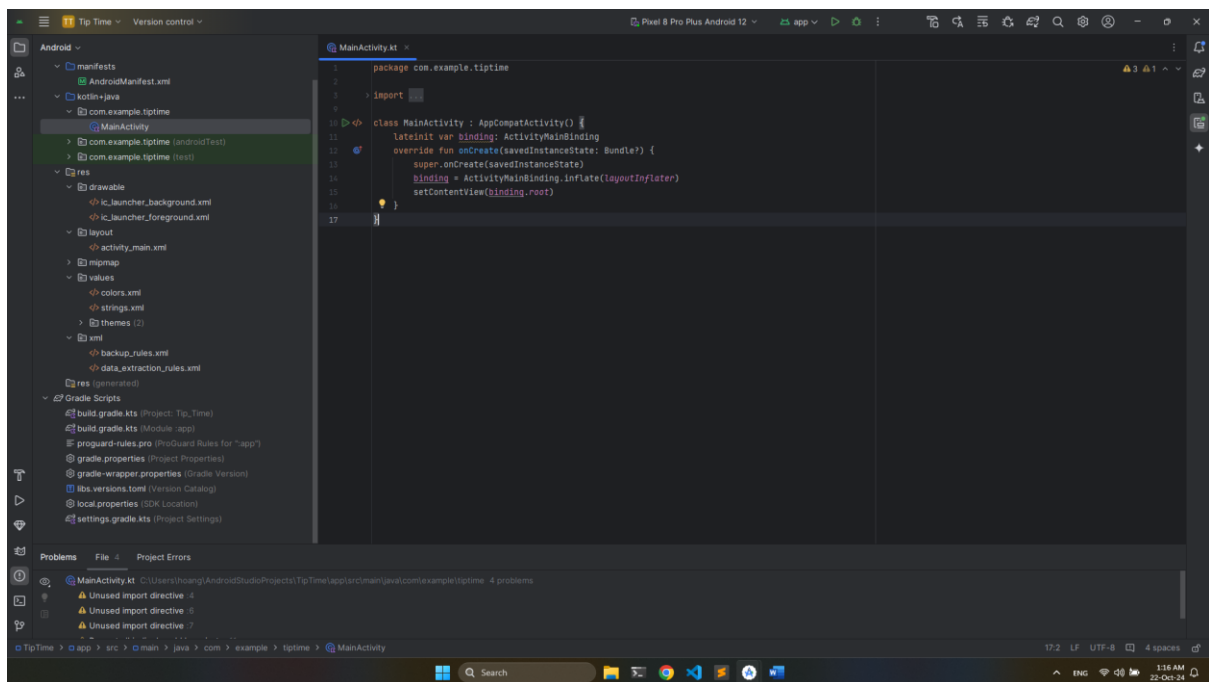 TT Tip Time Version control Pixel 8 Pro Plus Android 12 app
Android
manifests
AndroidManifest.xml
kotlin+java
com.example.tiptime
MainActivity
com.example.tiptime (androidTest)
com.example.tiptime (test)
res
drawable
ic_launcher_background.xml
ic_launcher_foreground.xml
layout
activity_main.xml
mipmap
values
colors.xml
strings.xml
themes (2)
xml
backup_rules.xml
data_extraction_rules.xml
res (generated)
Gradle Scripts
build.gradle.kts (Project: Tip_Time)
build.gradle.kts (Module :app)
proguard-rules.pro (ProGuard Rules for ":app")
gradle.properties (Project Properties)
gradle-wrapper.properties (Gradle Version)
libs.versions.toml (Version Catalog)
local.properties (SDK Location)
settings.gradle.kts (Project Settings)
MainActivity.kt
1 package com.example.tiptime 3 1
2
3 import ...
9
10 class MainActivity : AppCompatActivity() {
11 lateinit var binding: ActivityMainBinding
12 override fun onCreate(savedInstanceState: Bundle?) {
13 super.onCreate(savedInstanceState)
14 binding = ActivityMainBinding.inflate(layoutInflater)
15 setContentView(binding.root)
16 }
17 }
Problems File 4 Project Errors
MainActivity.kt C:\Users\hoang\AndroidStudioProjects\TipTime\app\src\main\java\com\example\tiptime 4 problems
Unused import directive :4
Unused import directive :6
Unused import directive :7
TipTime > app > src > main > java > com > example > tiptime > MainActivity 17:2 LF UTF-8 4 spaces
Search ENG 1:16 AM
22-Oct-24